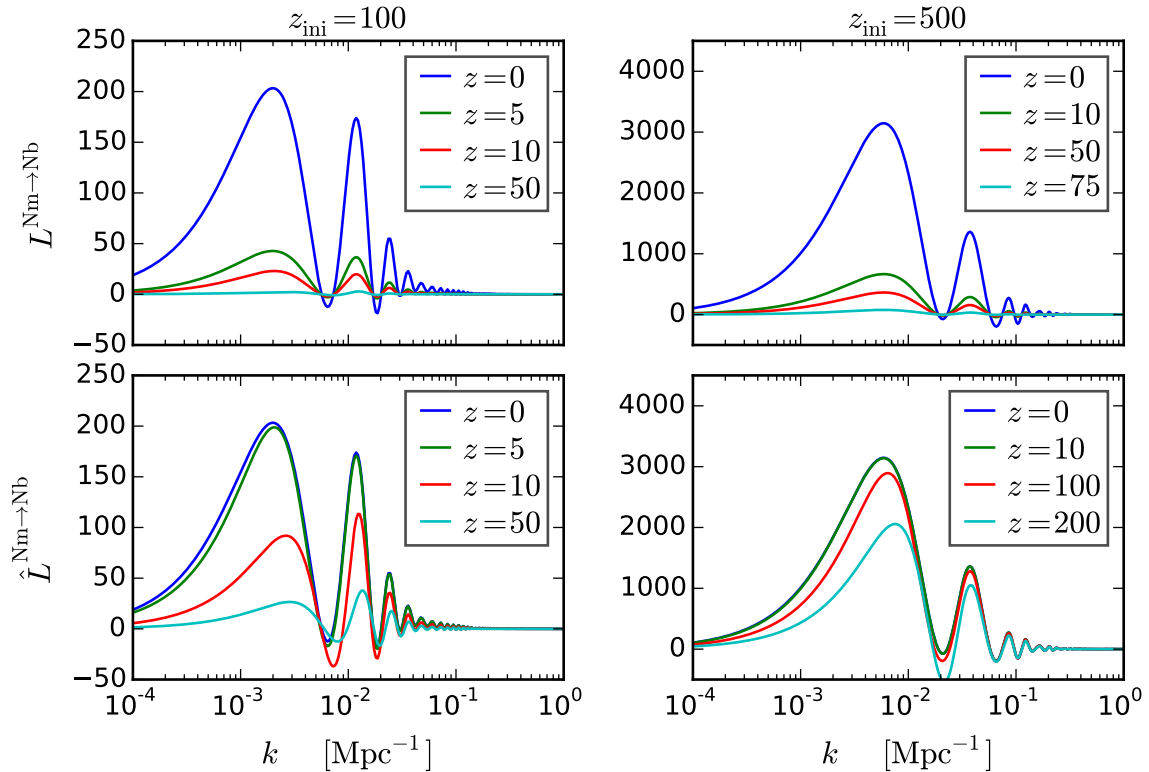 z_ini = 100
z_ini = 500
250
200
150
100
50
0
−50
L^{Nm→Nb}
z = 0
z = 5
z = 10
z = 50
4000
3000
2000
1000
0
z = 0
z = 10
z = 50
z = 75
250
200
150
100
50
0
−50
L̂^{Nm→Nb}
z = 0
z = 5
z = 10
z = 50
10^{-4} 10^{-3} 10^{-2} 10^{-1} 10^{0}
k [Mpc^{-1}]
4000
3000
2000
1000
0
z = 0
z = 10
z = 100
z = 200
10^{-4} 10^{-3} 10^{-2} 10^{-1} 10^{0}
k [Mpc^{-1}]